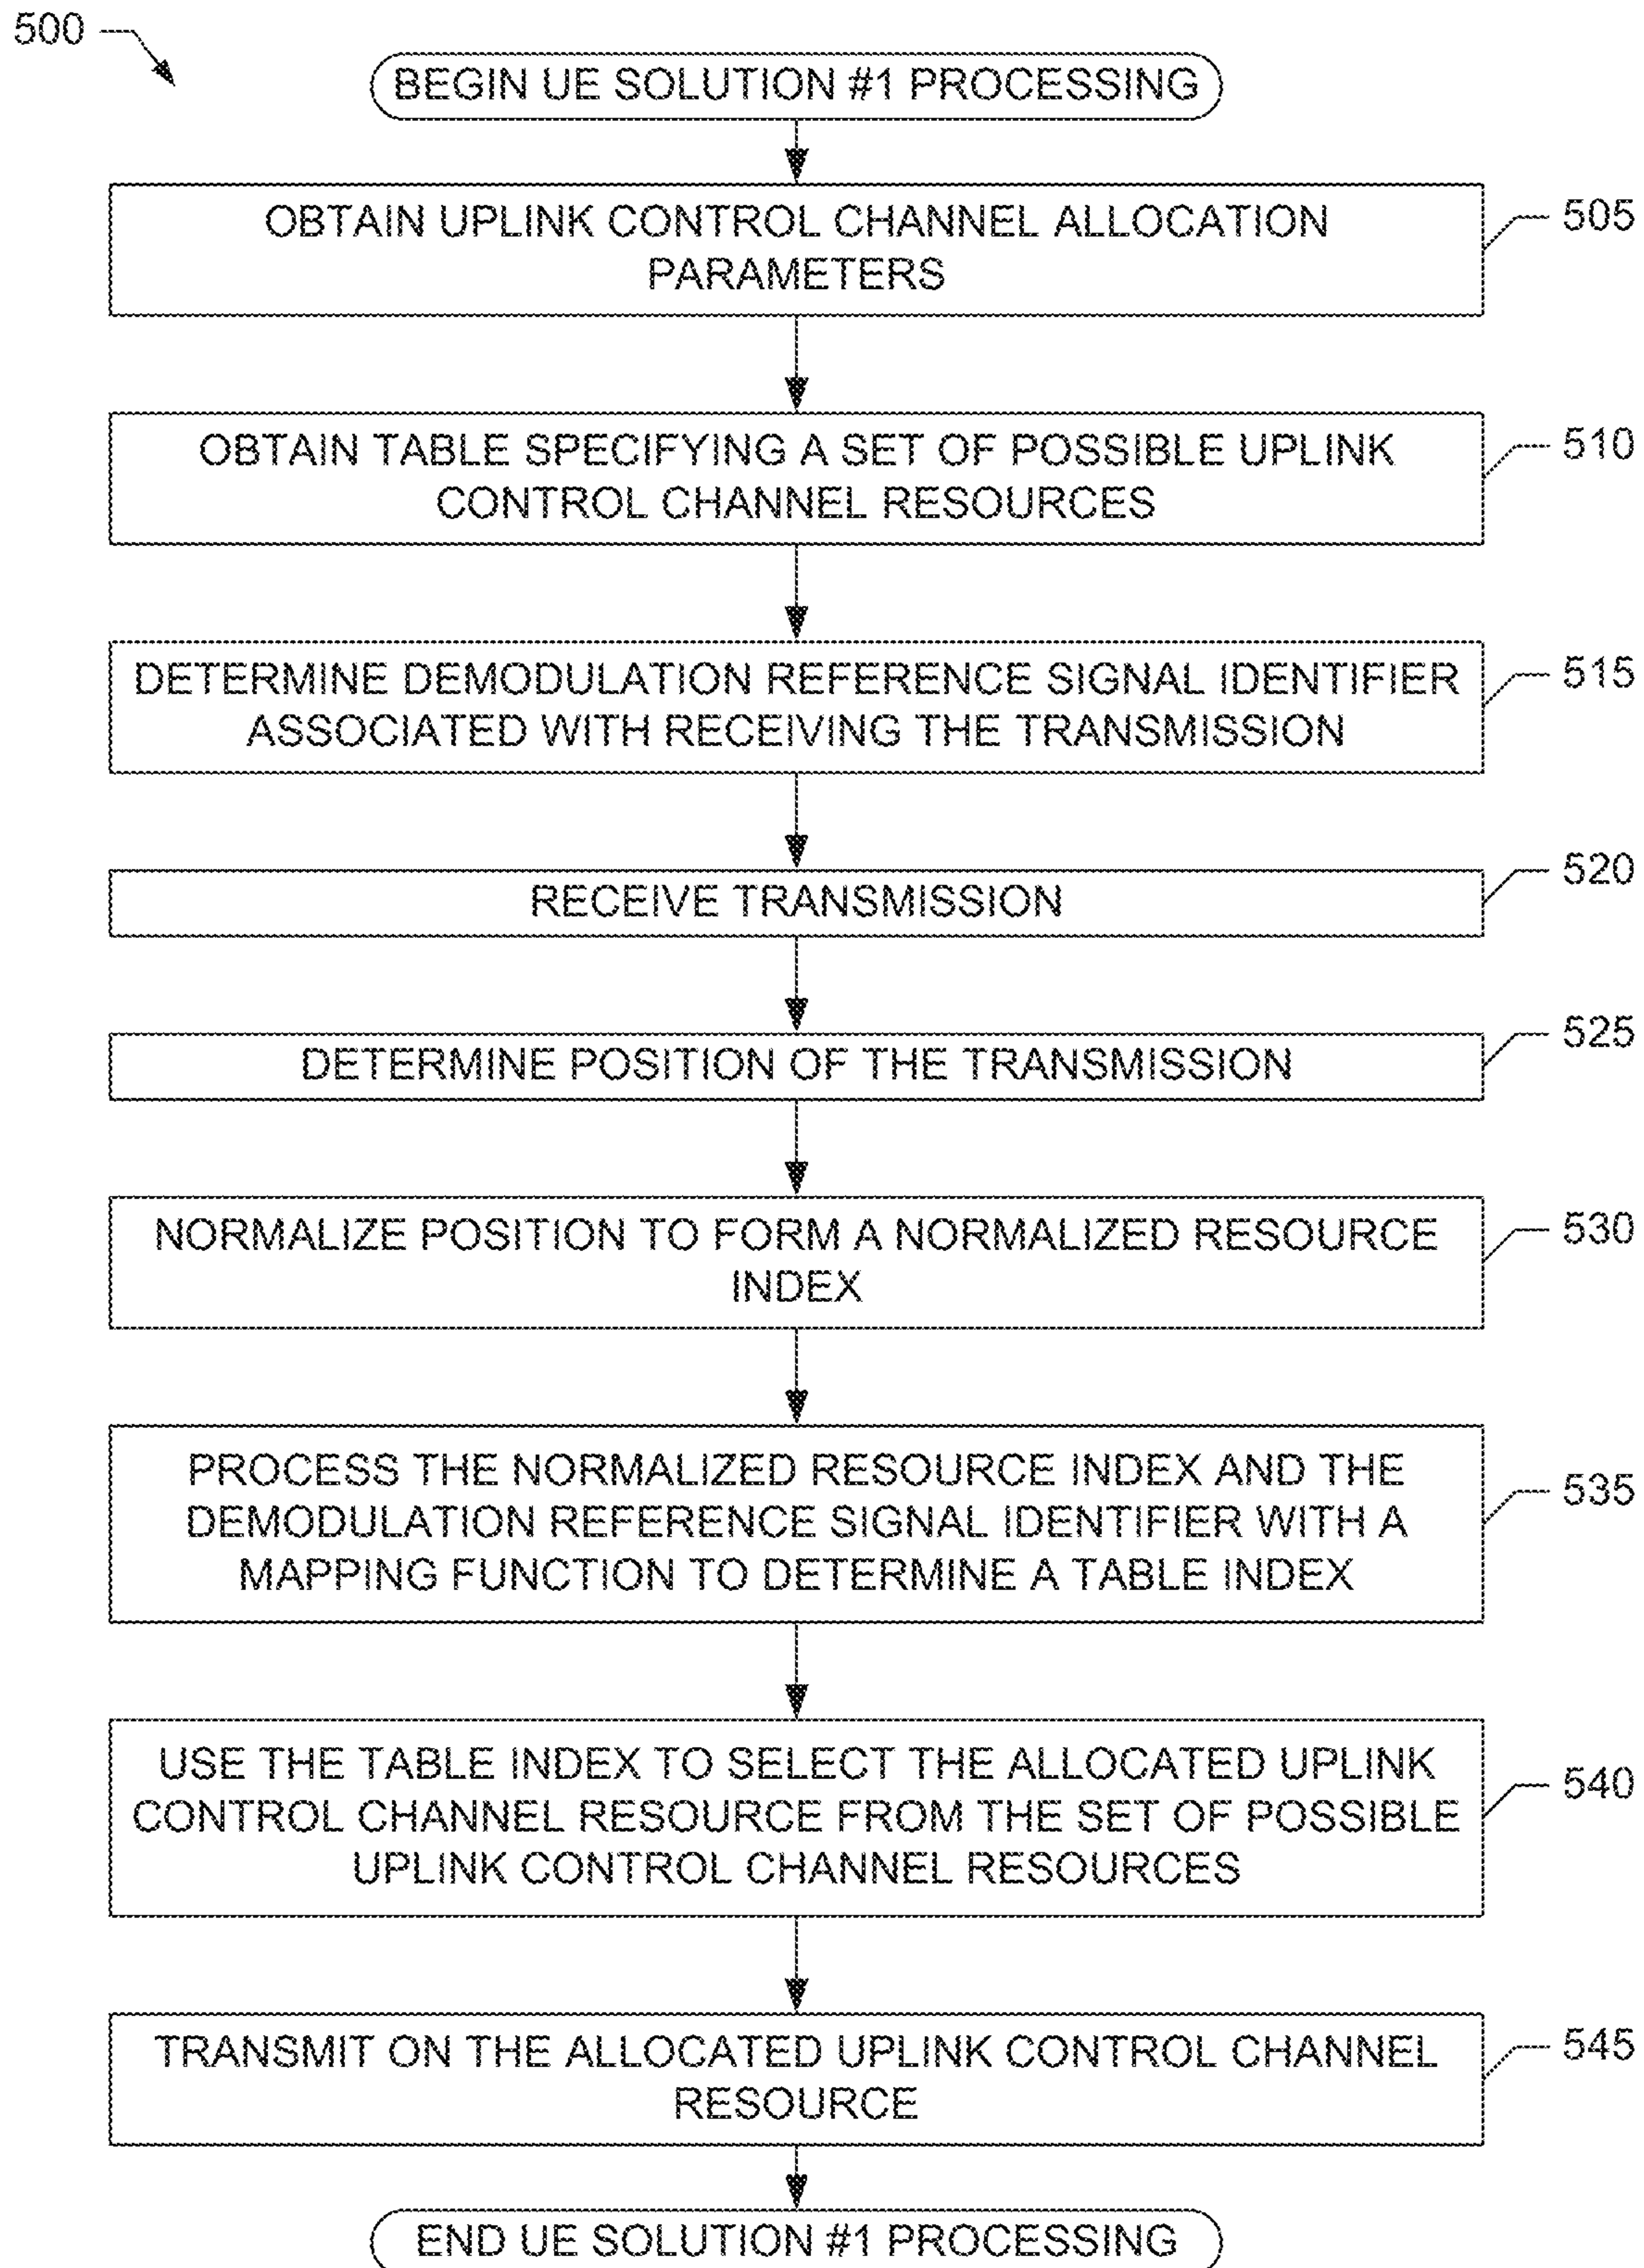 500
BEGIN UE SOLUTION #1 PROCESSING
OBTAIN UPLINK CONTROL CHANNEL ALLOCATION
PARAMETERS
505
OBTAIN TABLE SPECIFYING A SET OF POSSIBLE UPLINK
CONTROL CHANNEL RESOURCES
510
DETERMINE DEMODULATION REFERENCE SIGNAL IDENTIFIER
ASSOCIATED WITH RECEIVING THE TRANSMISSION
515
RECEIVE TRANSMISSION
520
DETERMINE POSITION OF THE TRANSMISSION
525
NORMALIZE POSITION TO FORM A NORMALIZED RESOURCE
INDEX
530
PROCESS THE NORMALIZED RESOURCE INDEX AND THE
DEMODULATION REFERENCE SIGNAL IDENTIFIER WITH A
MAPPING FUNCTION TO DETERMINE A TABLE INDEX
535
USE THE TABLE INDEX TO SELECT THE ALLOCATED UPLINK
CONTROL CHANNEL RESOURCE FROM THE SET OF POSSIBLE
UPLINK CONTROL CHANNEL RESOURCES
540
TRANSMIT ON THE ALLOCATED UPLINK CONTROL CHANNEL
RESOURCE
545
END UE SOLUTION #1 PROCESSING